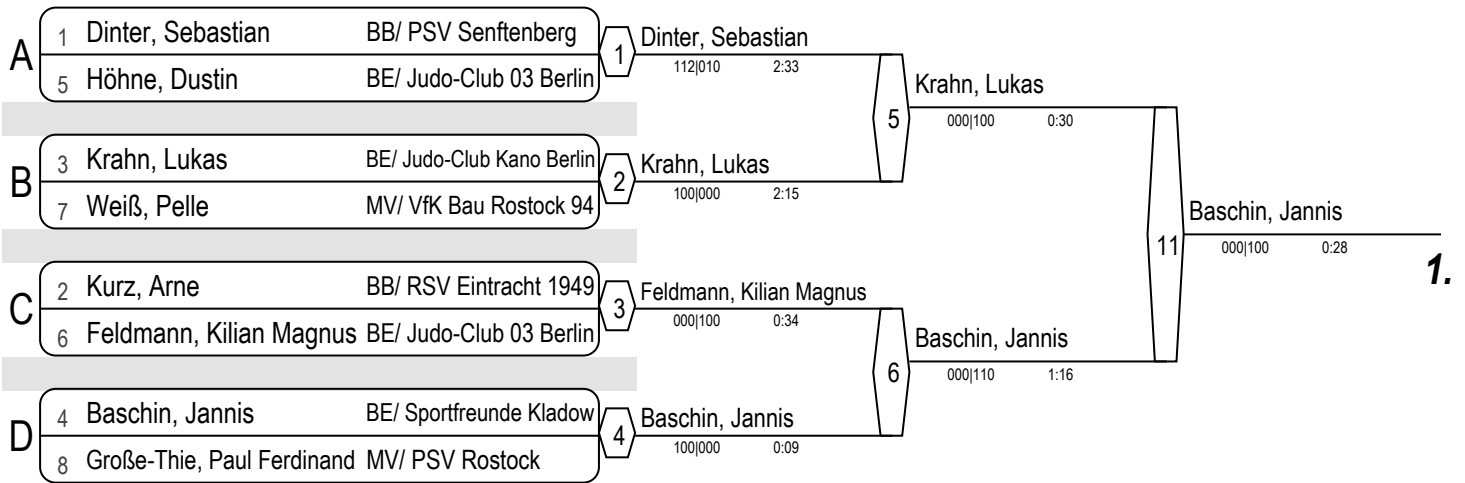 A
1 Dinter, Sebastian BB/ PSV Senftenberg
5 Höhne, Dustin BE/ Judo-Club 03 Berlin
B
3 Krahn, Lukas BE/ Judo-Club Kano Berlin
7 Weiß, Pelle MV/ VfK Bau Rostock 94
C
2 Kurz, Arne BB/ RSV Eintracht 1949
6 Feldmann, Kilian Magnus BE/ Judo-Club 03 Berlin
D
4 Baschin, Jannis BE/ Sportfreunde Kladow
8 Große-Thie, Paul Ferdinand MV/ PSV Rostock
1
Dinter, Sebastian
112|010 2:33
2
Krahn, Lukas
100|000 2:15
3
Feldmann, Kilian Magnus
000|100 0:34
4
Baschin, Jannis
100|000 0:09
5
Krahn, Lukas
000|100 0:30
6
Baschin, Jannis
000|110 1:16
11
Baschin, Jannis
000|100 0:28
1.